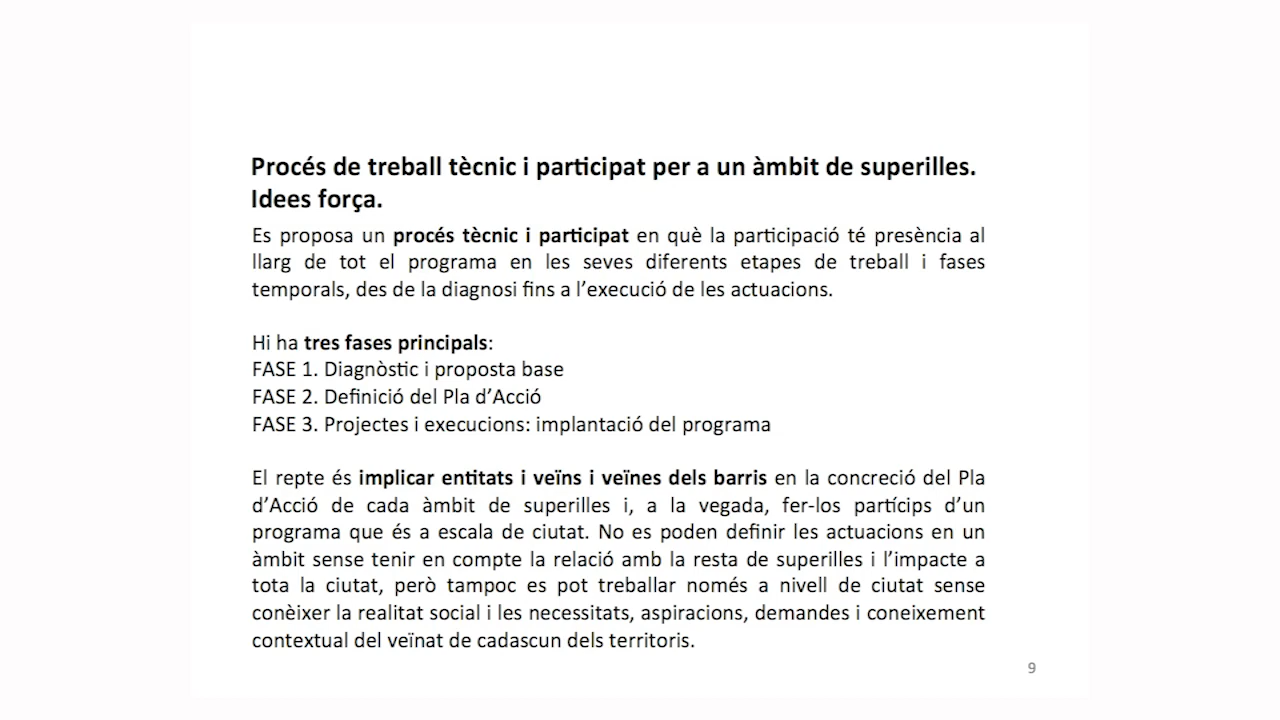 Procés de treball tècnic i participat per a un àmbit de superilles.
Idees força.
Es proposa un procés tècnic i participat en què la participació té presència al
llarg de tot el programa en les seves diferents etapes de treball i fases
temporals, des de la diagnosi fins a l’execució de les actuacions.
Hi ha tres fases principals:
FASE 1. Diagnòstic i proposta base
FASE 2. Definició del Pla d’Acció
FASE 3. Projectes i execucions: implantació del programa
El repte és implicar entitats i veïns i veïnes dels barris en la concreció del Pla
d’Acció de cada àmbit de superilles i, a la vegada, fer-los partícips d’un
programa que és a escala de ciutat. No es poden definir les actuacions en un
àmbit sense tenir en compte la relació amb la resta de superilles i l’impacte a
tota la ciutat, però tampoc es pot treballar només a nivell de ciutat sense
conèixer la realitat social i les necessitats, aspiracions, demandes i coneixement
contextual del veïnat de cadascun dels territoris.
9